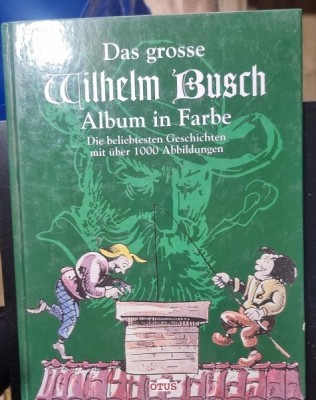 Das grosse
Wilhelm Busch
Album in Farbe
Die beliebtesten Geschichten
mit über 1000 Abbildungen
OTUS